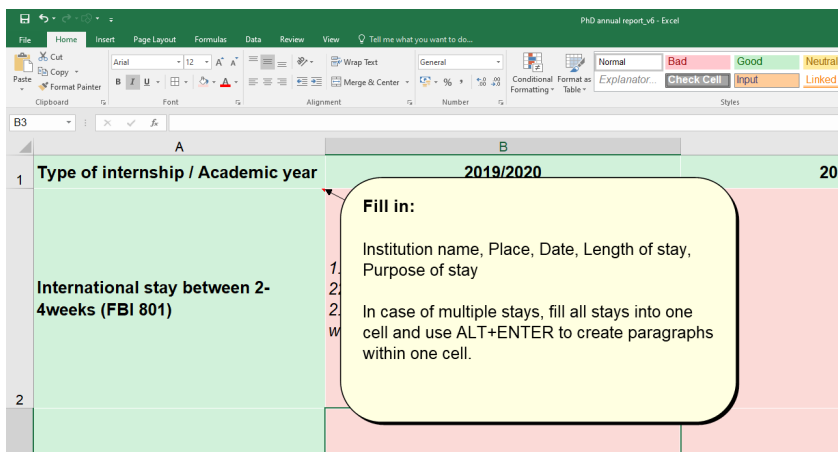 PhD annual report_v6 - Excel
File Home Insert Page Layout Formulas Data Review View Tell me what you want to do...
Cut
Copy
Format Painter
Paste
Clipboard
Arial 12
B I U
Font
Wrap Text
Merge & Center
Alignment
General
%
Number
Conditional Formatting
Format as Table
Normal Bad Good Neutral
Explanator... Check Cell Input Linked
Styles
B3
A B
1 Type of internship / Academic year 2019/2020 20
Fill in:
Institution name, Place, Date, Length of stay,
Purpose of stay
In case of multiple stays, fill all stays into one
cell and use ALT+ENTER to create paragraphs
within one cell.
International stay between 2-
4weeks (FBI 801)
2